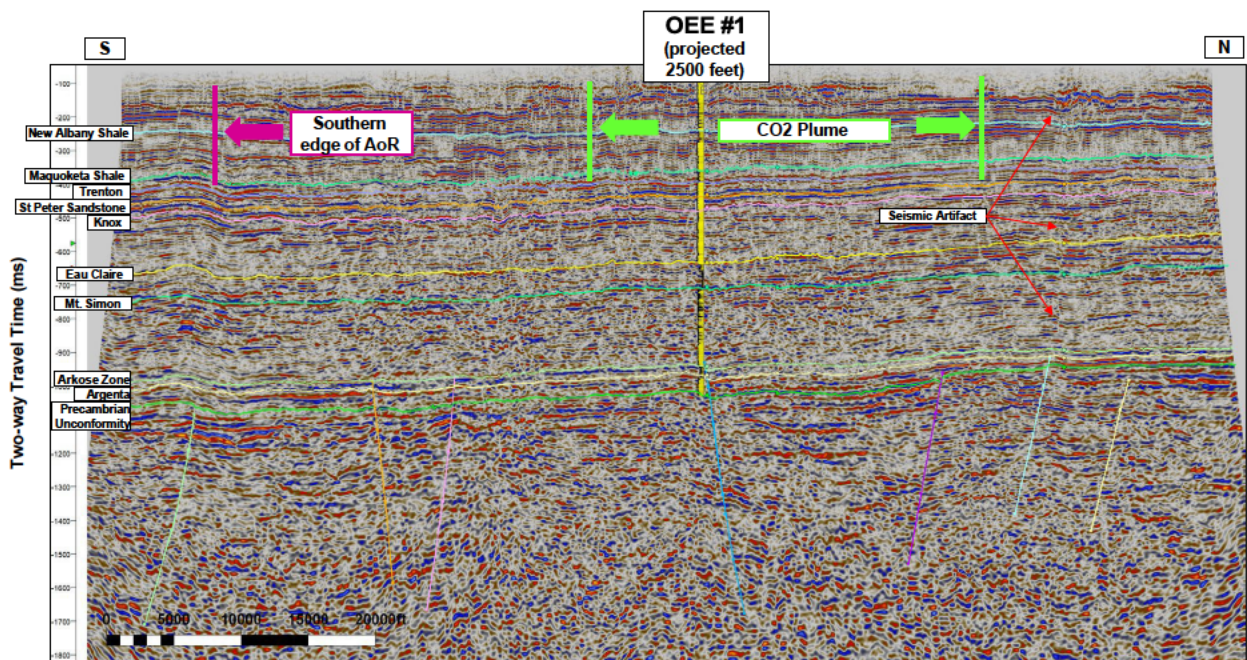 OEE #1
(projected
2500 feet)
S
N
-100
-200
-300
-400
-500
-600
-700
-800
-900
-1100
-1200
-1300
-1400
-1500
-1600
-1700
-1800
Two-way Travel Time (ms)
New Albany Shale
Maquoketa Shale
Trenton
St Peter Sandstone
Knox
Eau Claire
Mt. Simon
Arkose Zone
Argenta
Precambrian
Unconformity
Southern
edge of AoR
CO2 Plume
Seismic Artifact
0 5000 10000 15000 20000ft